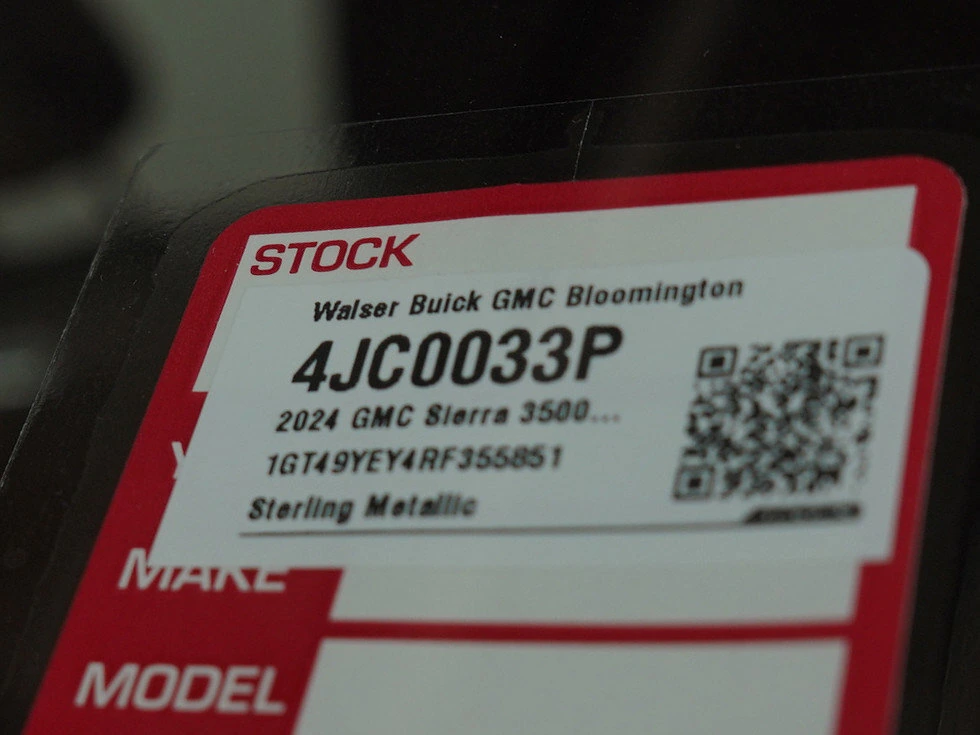 STOCK
Walser Buick GMC Bloomington
4JC0033P
2024 GMC Sierra 3500...
1GT49YEY4RF355851
Sterling Metallic
MAKE
MODEL